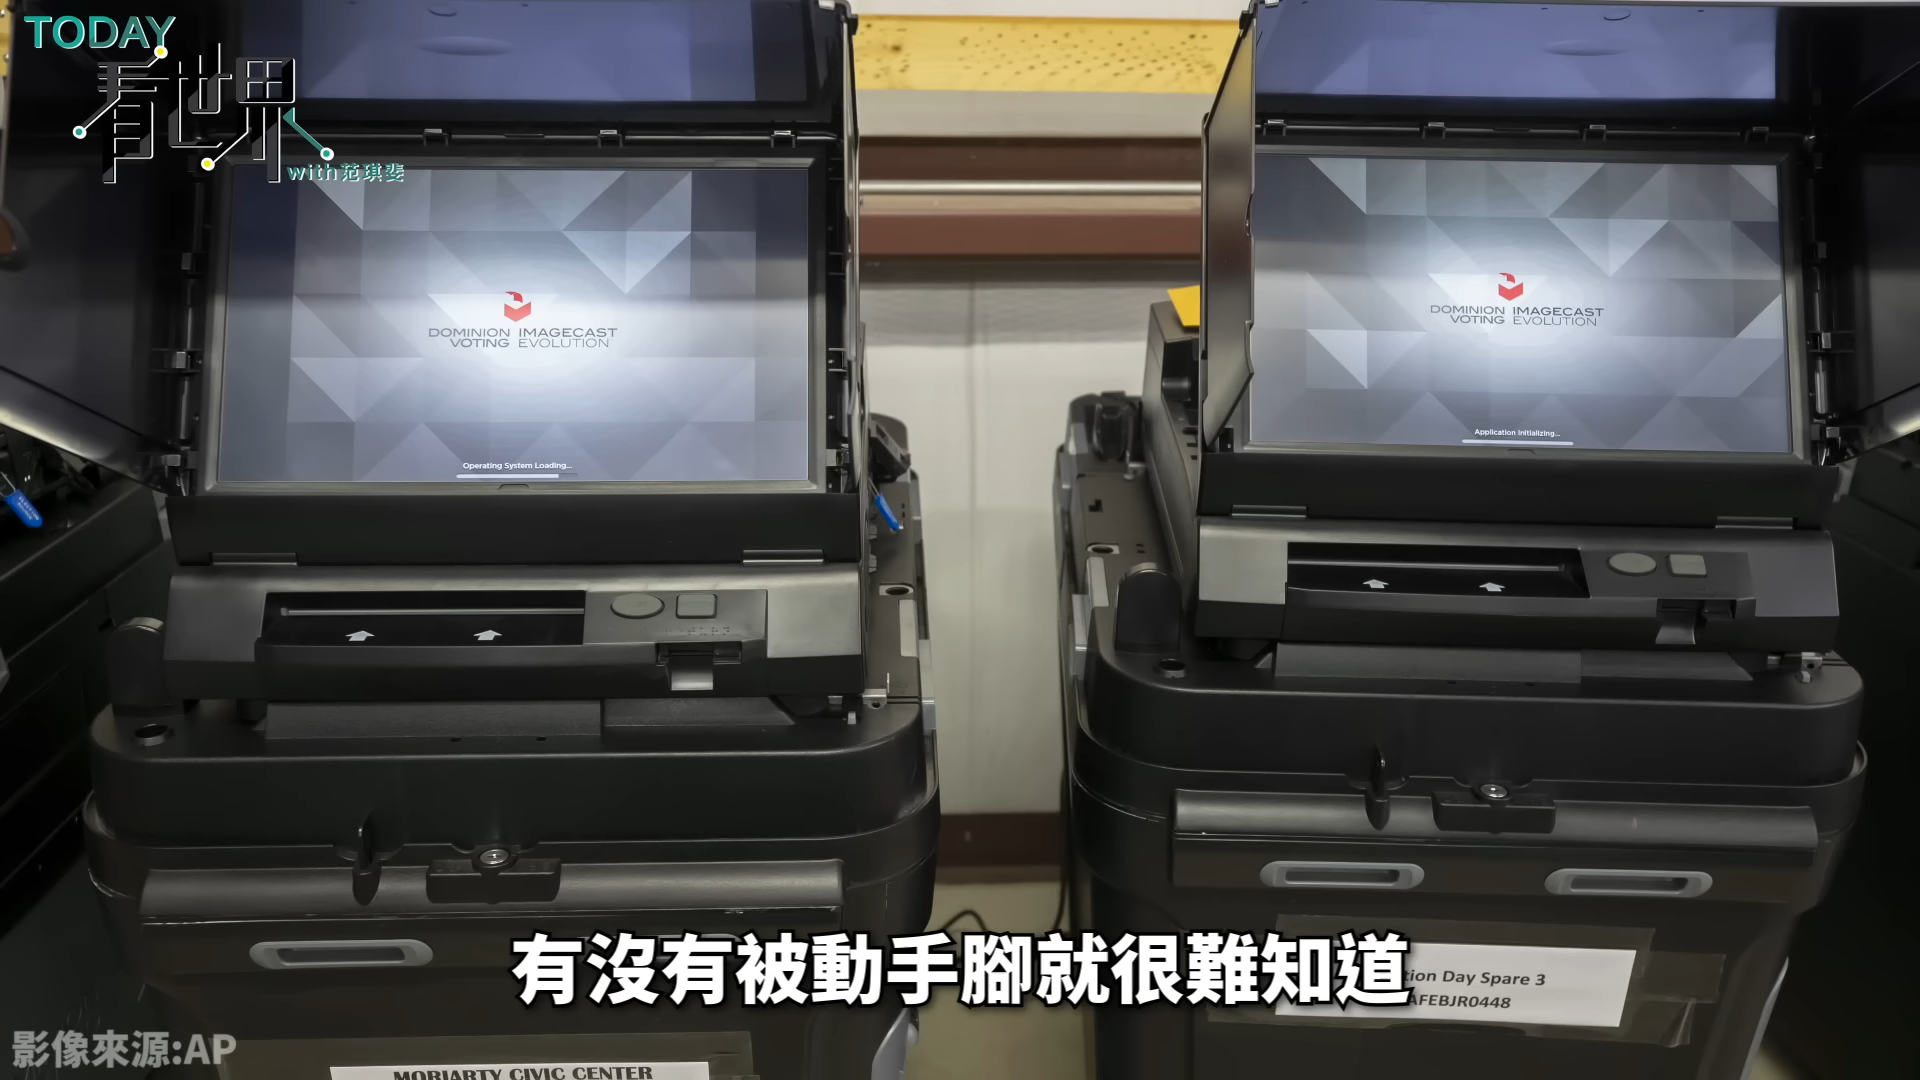 TODAY
看世界
with范琪斐
DOMINION IMAGECAST
VOTING EVOLUTION
Operating System Loading...
DOMINION IMAGECAST
VOTING EVOLUTION
Application Initializing...
有沒有被動手腳就很難知道
tion Day Spare 3
AFEBJR0448
影像來源:AP
MORIARTY CIVIC CENTER